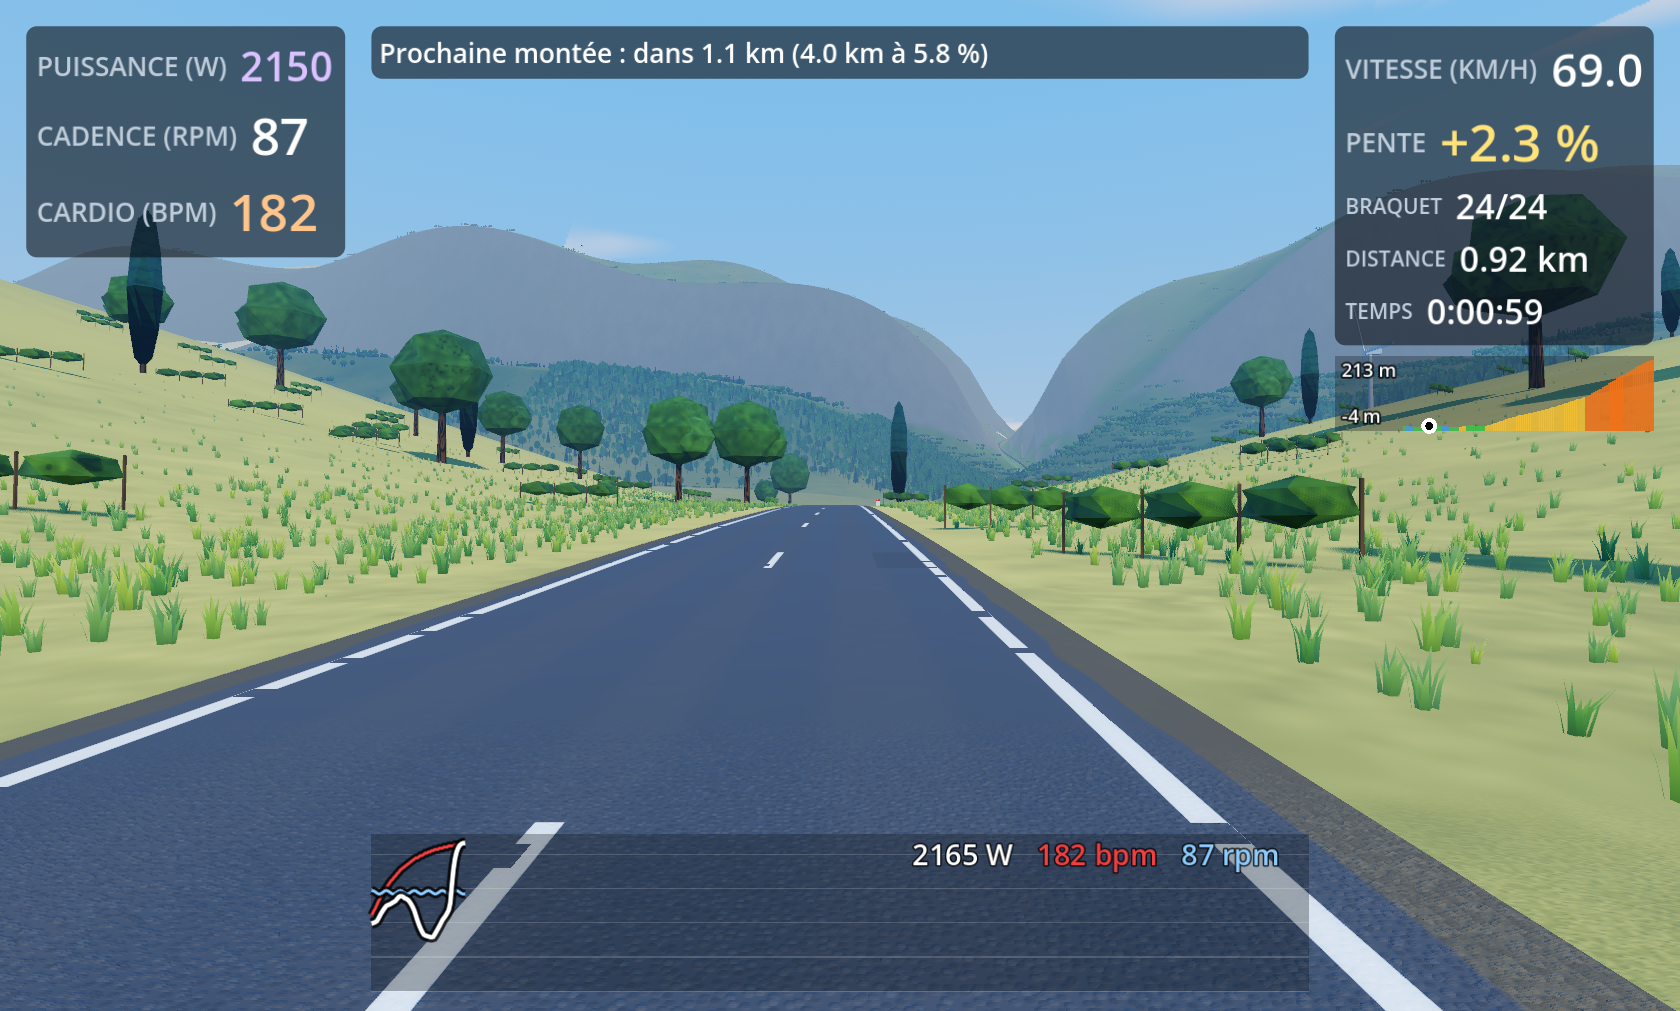 PUISSANCE (W) 2150
CADENCE (RPM) 87
CARDIO (BPM) 182
Prochaine montée : dans 1.1 km (4.0 km à 5.8 %)
VITESSE (KM/H) 69.0
PENTE +2.3 %
BRAQUET 24/24
DISTANCE 0.92 km
TEMPS 0:00:59
213 m
-4 m
2165 W 182 bpm 87 rpm